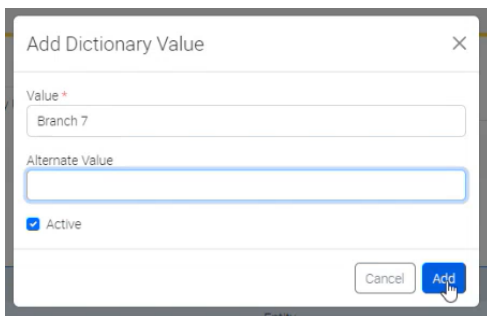 Add Dictionary Value
Value *
Branch 7
Alternate Value
Active
Cancel Add